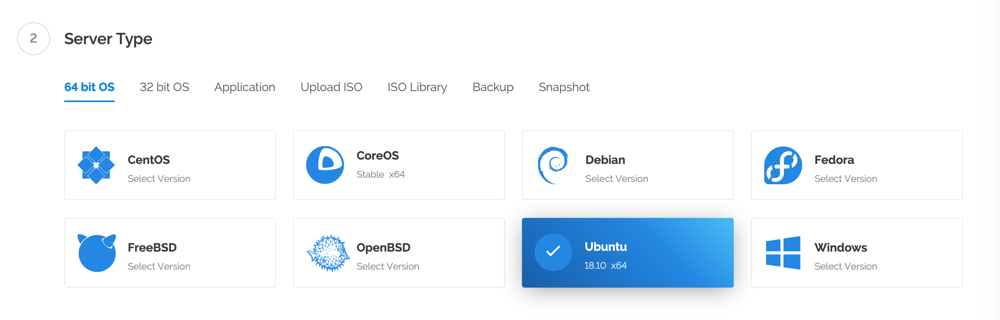 2
Server Type
64 bit OS 32 bit OS Application Upload ISO ISO Library Backup Snapshot
CentOS
Select Version
CoreOS
Stable x64
Debian
Select Version
Fedora
Select Version
FreeBSD
Select Version
OpenBSD
Select Version
Ubuntu
18.10 x64
Windows
Select Version